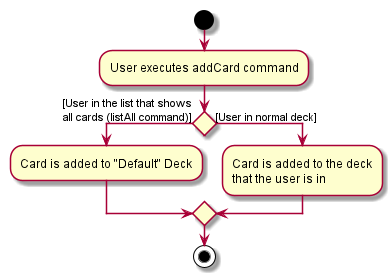 User executes addCard command
[User in the list that shows
all cards (listAll command)]
[User in normal deck]
Card is added to "Default" Deck
Card is added to the deck
that the user is in